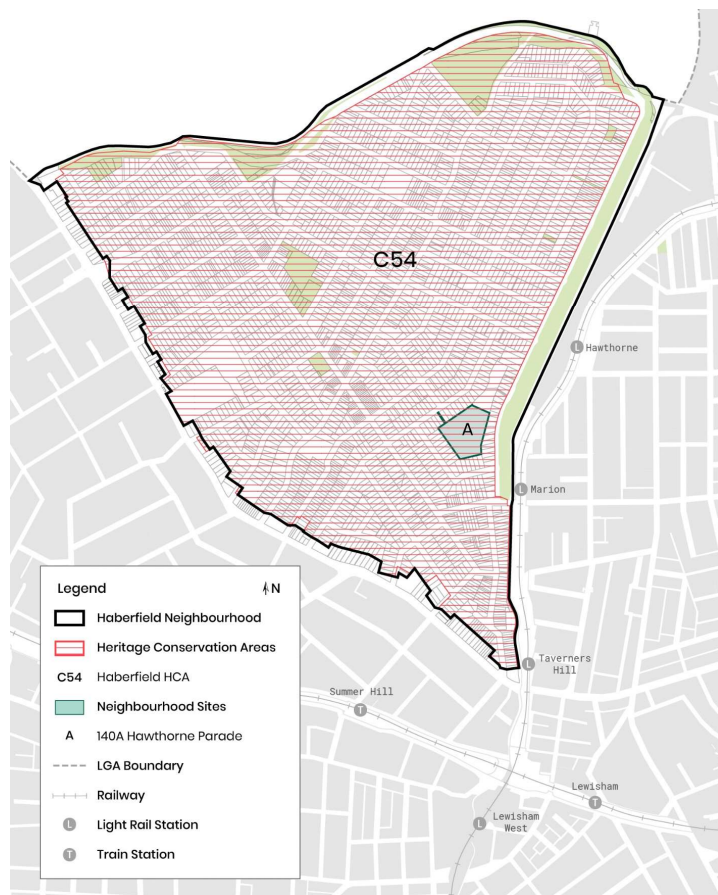 C54
Hawthorne
A
Marion
Taverners
Hill
Summer Hill
Lewisham
Lewisham
West
L
L
L
T
T
L
Legend
N
Haberfield Neighbourhood
Heritage Conservation Areas
C54 Haberfield HCA
Neighbourhood Sites
A 140A Hawthorne Parade
LGA Boundary
Railway
L Light Rail Station
T Train Station